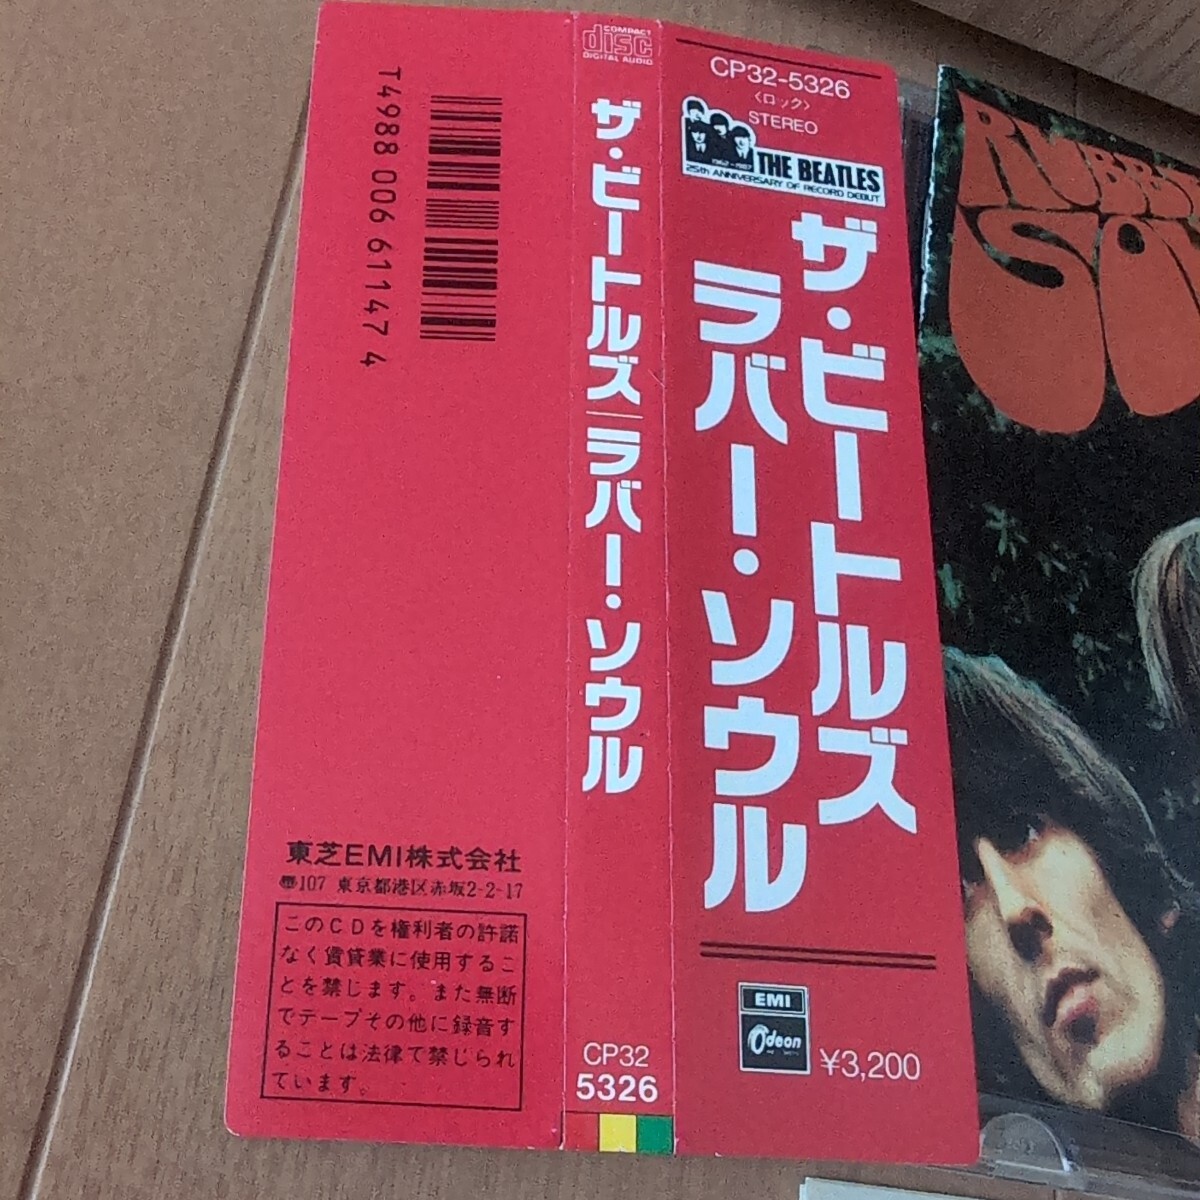 T4988 006 61147 4
東芝EMI株式会社
〠107 東京都港区赤坂2-2-17
このCDを権利者の許諾
なく賃貸業に使用するこ
とを禁じます。また無断
でテープその他に録音す
ることは法律で禁じられ
ています。
COMPACT
disc
DIGITAL AUDIO
ザ・ビートルズ│ラバー・ソウル
CP32
5326
CP32-5326
〈ロック〉
STEREO
1962-1987
THE BEATLES
25th ANNIVERSARY OF RECORD DEBUT
ザ・ビートルズ
ラバー・ソウル
EMI
Odeon
¥3,200